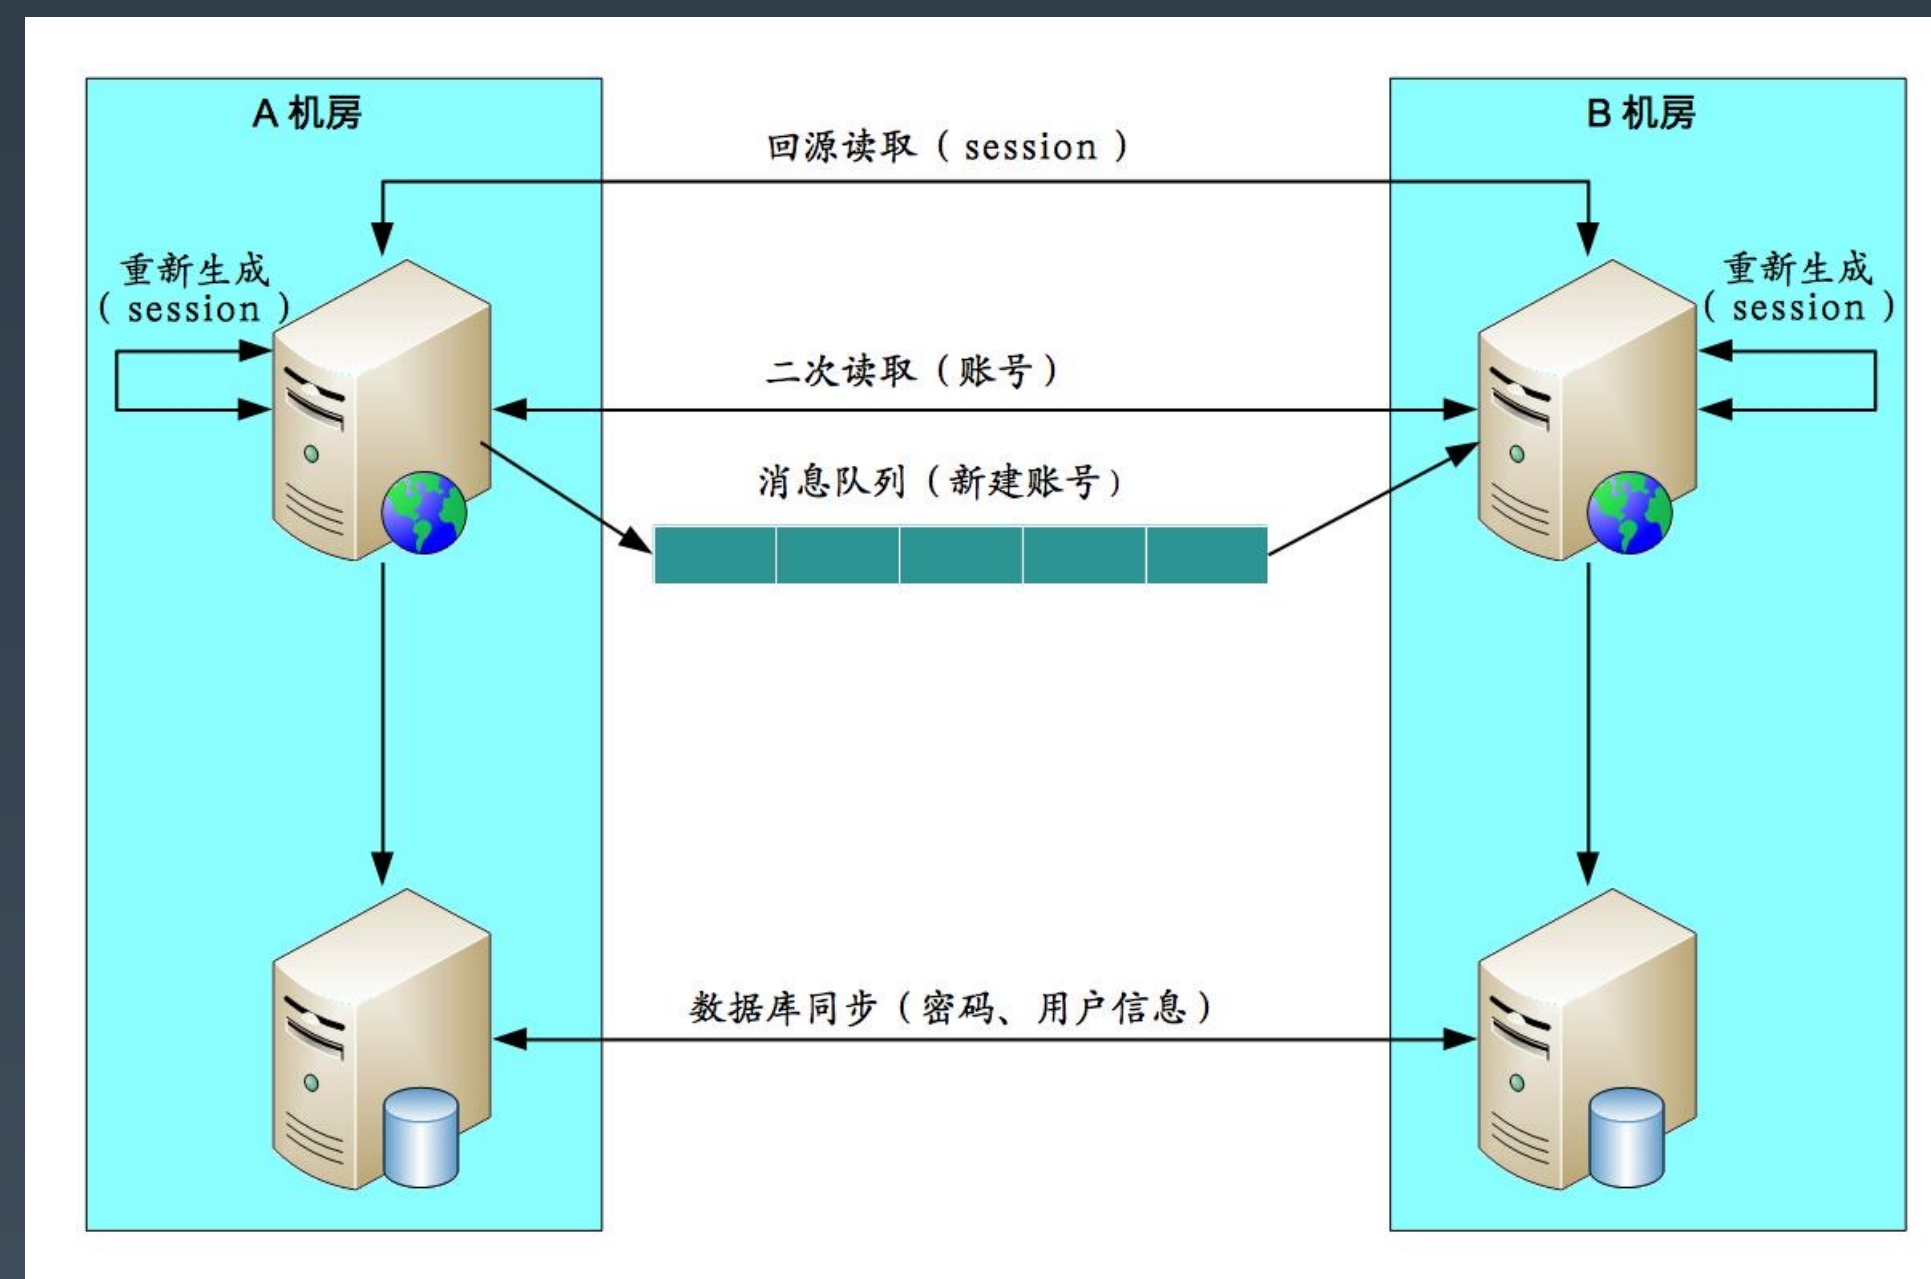 A 机房
B 机房
回源读取（session）
重新生成
（session）
重新生成
（session）
二次读取（账号）
消息队列（新建账号）
数据库同步（密码、用户信息）